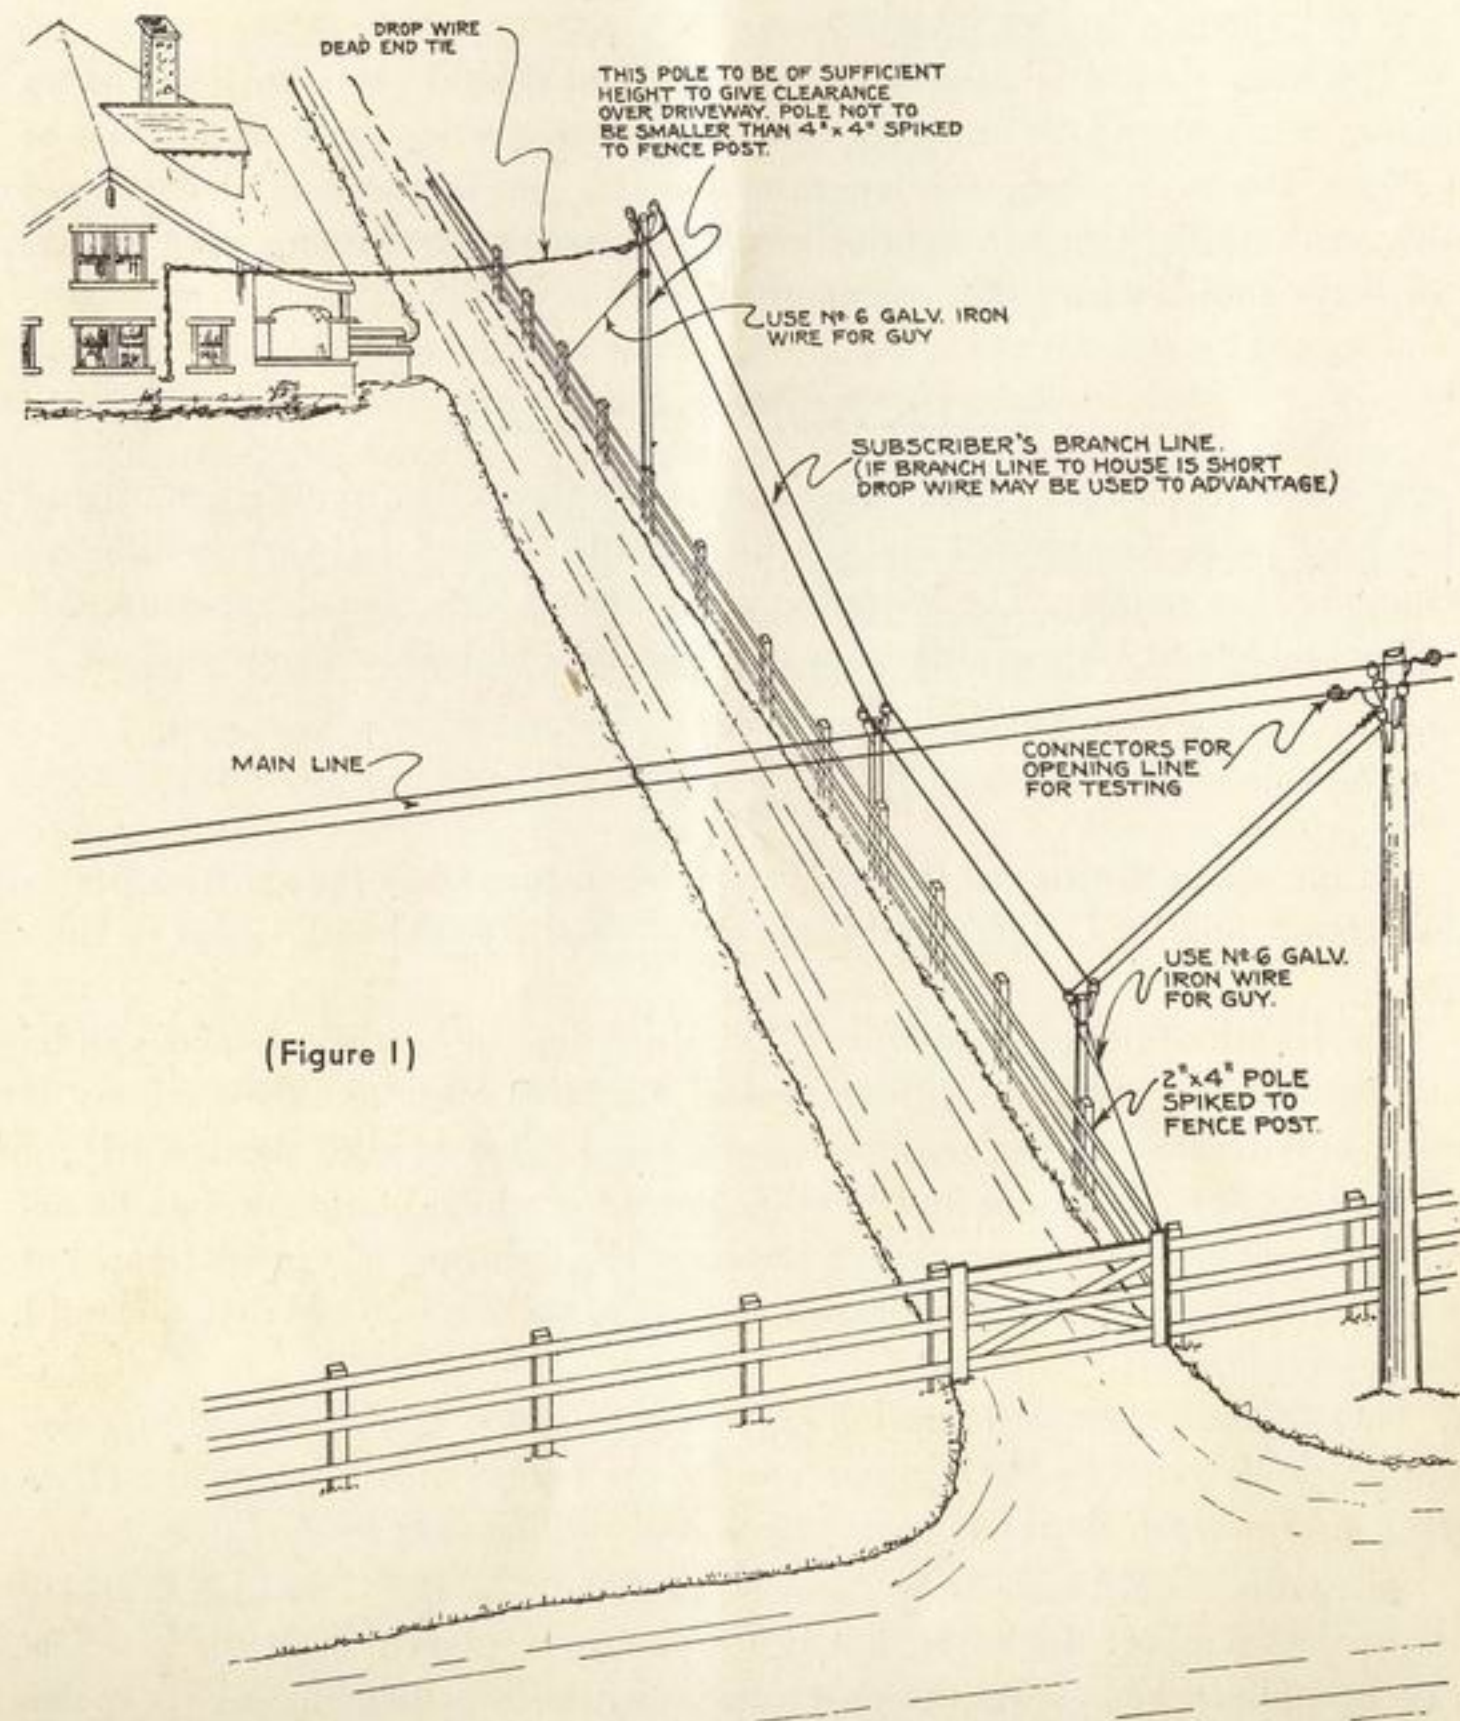 DROP WIRE
DEAD END TIE
THIS POLE TO BE OF SUFFICIENT
HEIGHT TO GIVE CLEARANCE
OVER DRIVEWAY. POLE NOT TO
BE SMALLER THAN 4"x 4" SPIKED
TO FENCE POST.
USE No 6 GALV. IRON
WIRE FOR GUY
SUBSCRIBER'S BRANCH LINE.
(IF BRANCH LINE TO HOUSE IS SHORT
DROP WIRE MAY BE USED TO ADVANTAGE)
MAIN LINE
CONNECTORS FOR
OPENING LINE
FOR TESTING
USE No 6 GALV.
IRON WIRE
FOR GUY.
(Figure 1)
2"x4" POLE
SPIKED TO
FENCE POST.